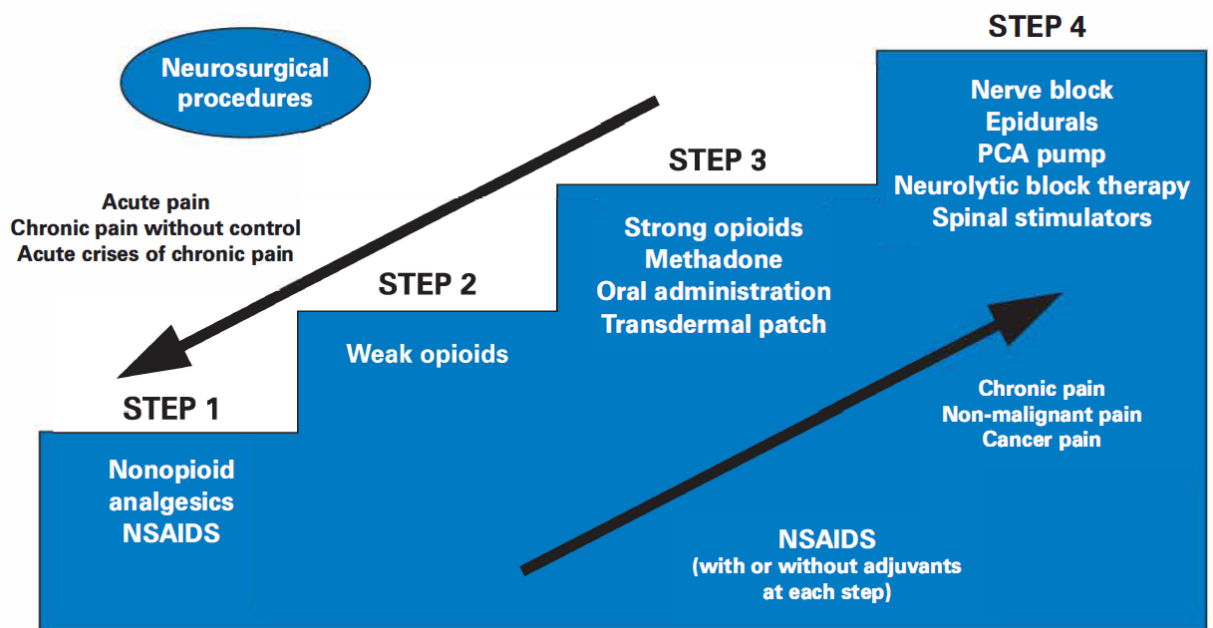 STEP 4
Neurosurgical
procedures
Nerve block
Epidurals
PCA pump
Neurolytic block therapy
Spinal stimulators
STEP 3
Acute pain
Chronic pain without control
Acute crises of chronic pain
Strong opioids
Methadone
Oral administration
Transdermal patch
STEP 2
Weak opioids
STEP 1
Chronic pain
Non-malignant pain
Cancer pain
Nonopioid
analgesics
NSAIDS
NSAIDS
(with or without adjuvants
at each step)